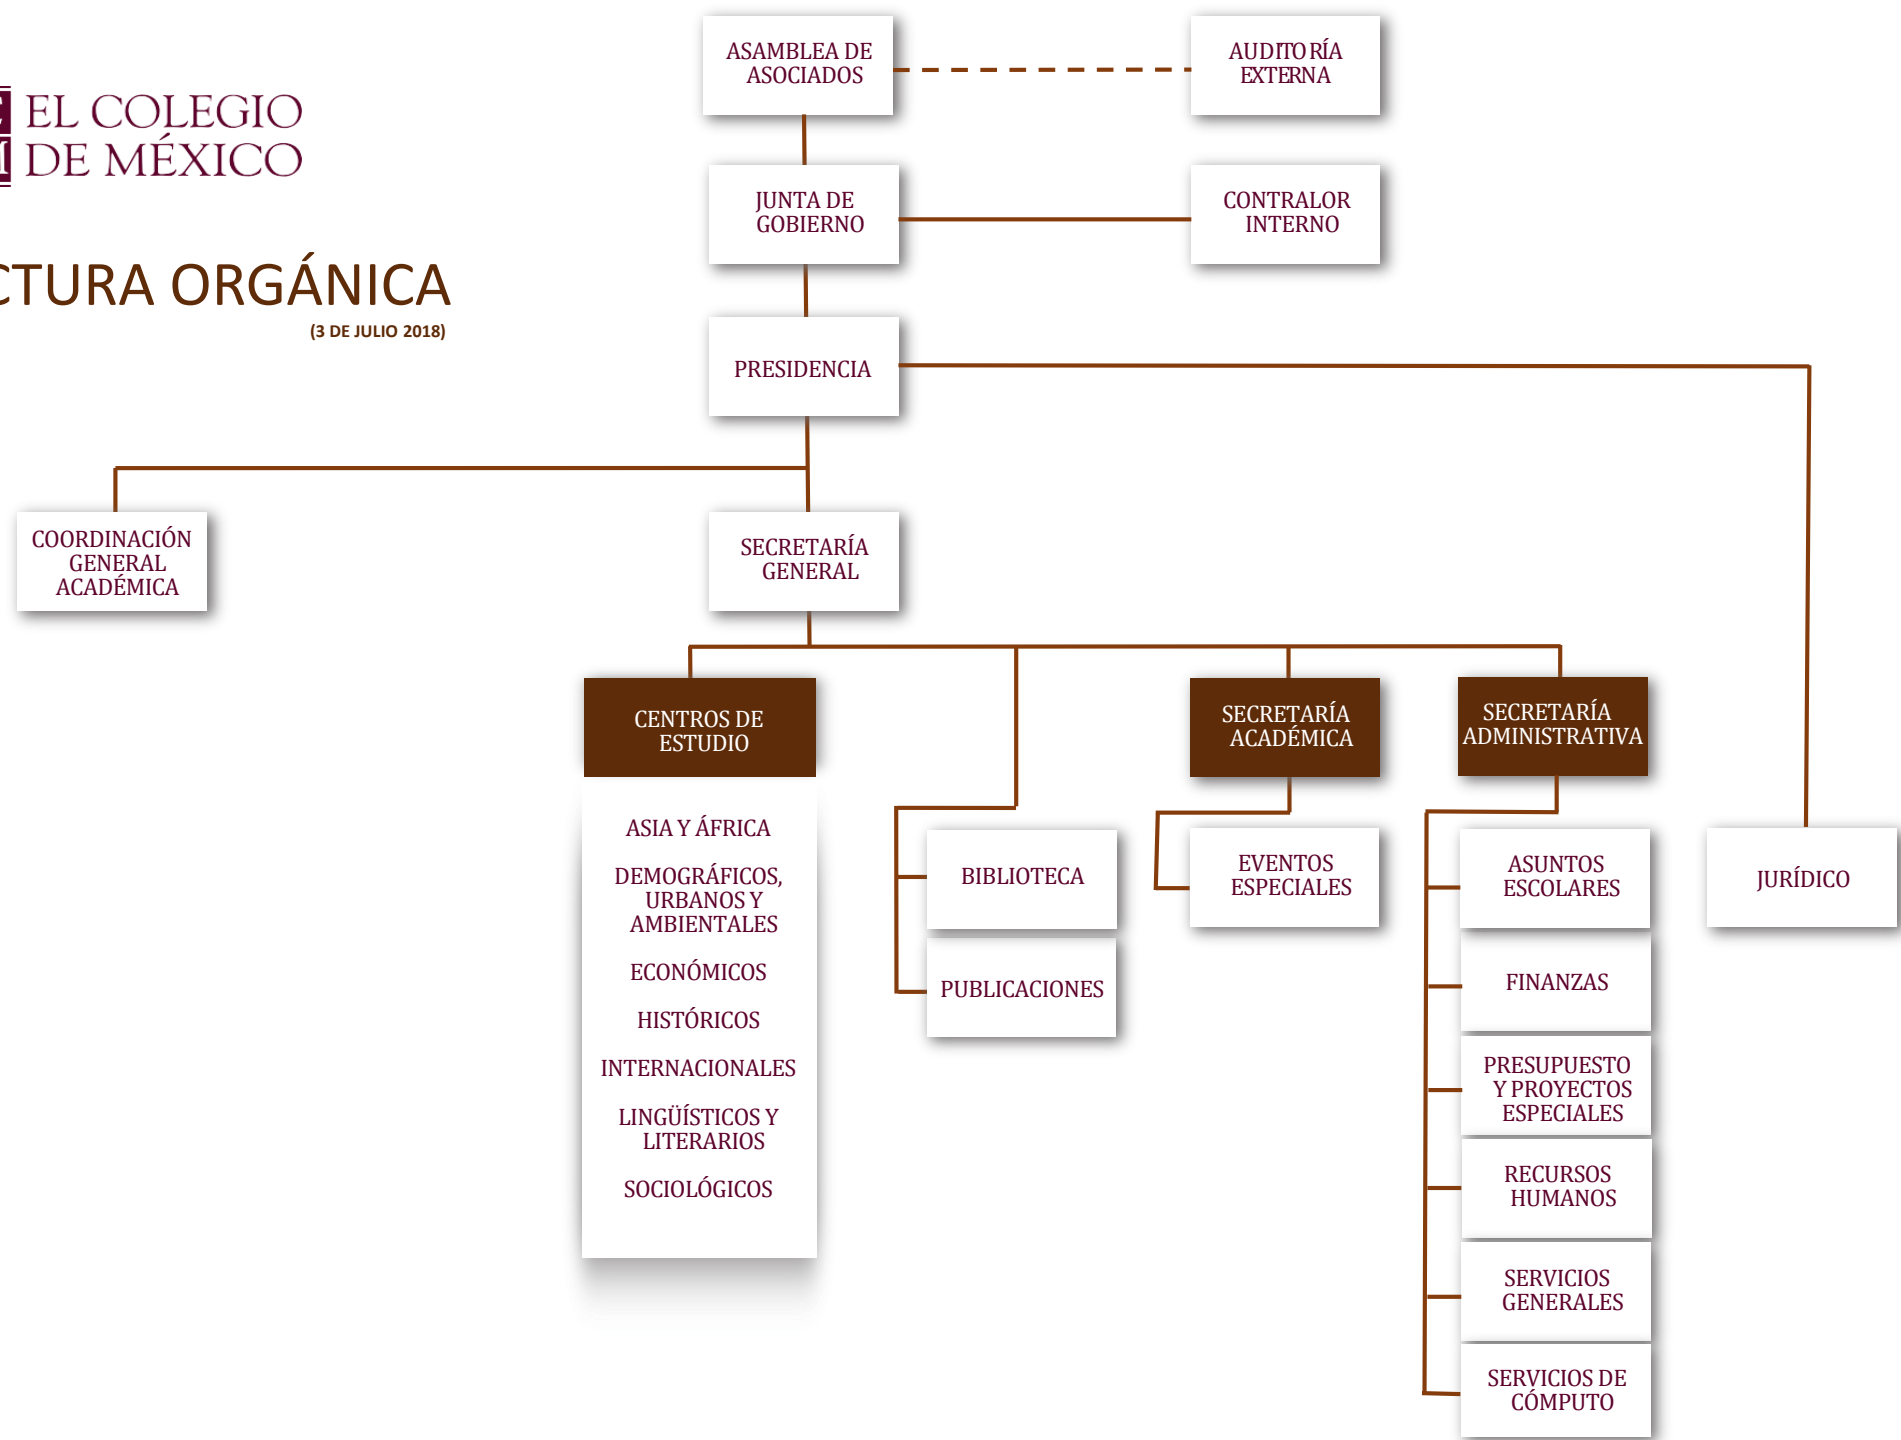 EL COLEGIO
DE MÉXICO
CTURA ORGÁNICA
(3 DE JULIO 2018)
ASAMBLEA DE
ASOCIADOS
AUDITORÍA
EXTERNA
JUNTA DE
GOBIERNO
CONTRALOR
INTERNO
PRESIDENCIA
COORDINACIÓN
GENERAL
ACADÉMICA
SECRETARÍA
GENERAL
CENTROS DE
ESTUDIO
ASIA Y ÁFRICA
DEMOGRÁFICOS,
URBANOS Y
AMBIENTALES
ECONÓMICOS
HISTÓRICOS
INTERNACIONALES
LINGÜÍSTICOS Y
LITERARIOS
SOCIOLÓGICOS
BIBLIOTECA
PUBLICACIONES
SECRETARÍA
ACADÉMICA
EVENTOS
ESPECIALES
SECRETARÍA
ADMINISTRATIVA
ASUNTOS
ESCOLARES
FINANZAS
PRESUPUESTO
Y PROYECTOS
ESPECIALES
RECURSOS
HUMANOS
SERVICIOS
GENERALES
SERVICIOS DE
CÓMPUTO
JURÍDICO